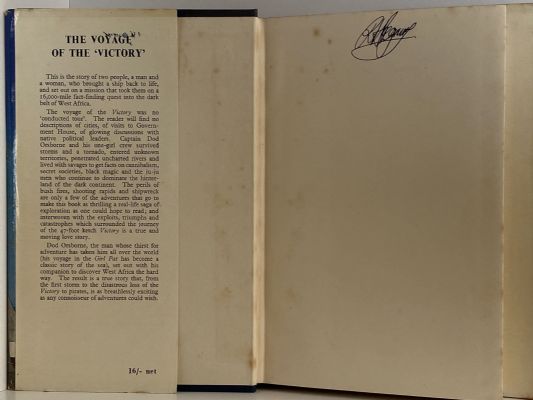 THE VOYAGE
OF THE 'VICTORY'
This is the story of two people, a man and
a woman, who brought a ship back to life,
and set out on a mission that took them on a
16,000-mile fact-finding quest into the dark
belt of West Africa.
The voyage of the Victory was no
'conducted tour'. The reader will find no
descriptions of cities, of visits to Govern-
ment House, of glowing discussions with
native political leaders. Captain Dod
Osborne and his one-girl crew survived
storms and a tornado, entered unknown
territories, penetrated uncharted rivers and
lived with savages to get facts on cannibalism,
secret societies, black magic and the ju-ju
men who continue to dominate the hinter-
land of the dark continent. The perils of
bush fires, shooting rapids and shipwreck
are only a few of the adventures that go to
make this book as thrilling a real-life saga of
exploration as one could hope to read, and
interwoven with the exploits, triumphs and
catastrophes which surrounded the journey
of the 47-foot ketch Victory is a true and
moving love story.
Dod Osborne, the man whose thirst for
adventure has taken him all over the world
(his voyage in the Girl Pat has become a
classic story of the sea), set out with his
companion to discover West Africa the hard
way. The result is a true story that, from
the first storm to the disastrous loss of the
Victory to pirates, is as breathlessly exciting
as any connoisseur of adventures could wish.
16/- net